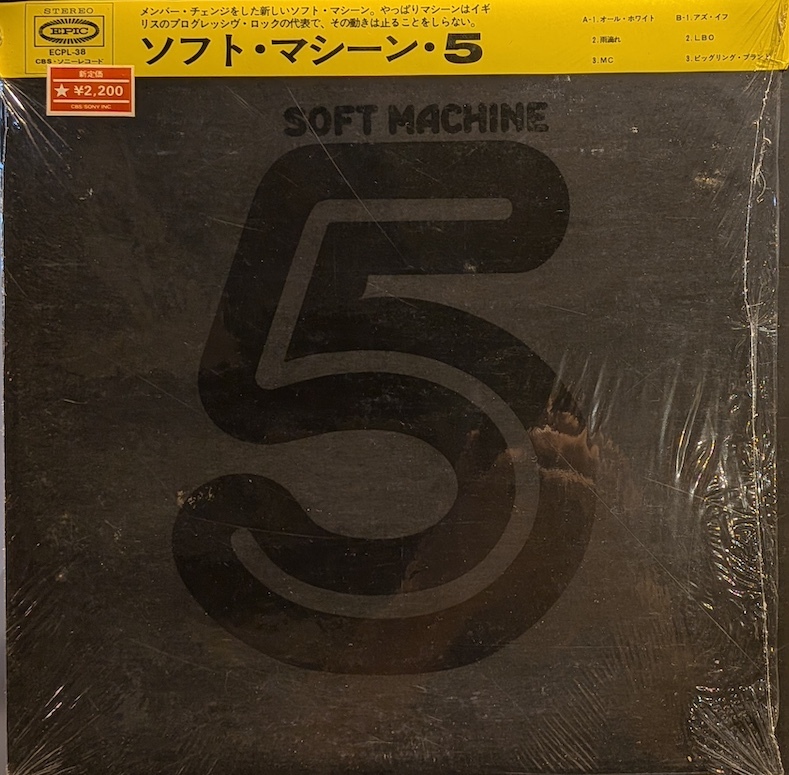 STEREO
EPIC
ECPL-38
CBS・ソニーレコード
メンバー・チェンジをした新しいソフト・マシーン。やっぱりマシーンはイギ
リスのプログレッシヴ・ロックの代表で、その動きは止ることをしらない。
ソフト・マシーン・5
A-1.オール・ホワイト
2.雨漏れ
3.MC
B-1.アズ・イフ
2.LBO
3.ピッグリング・ブランド
新定価
★ ¥2,200
CBS/SONY INC
SOFT MACHINE
5